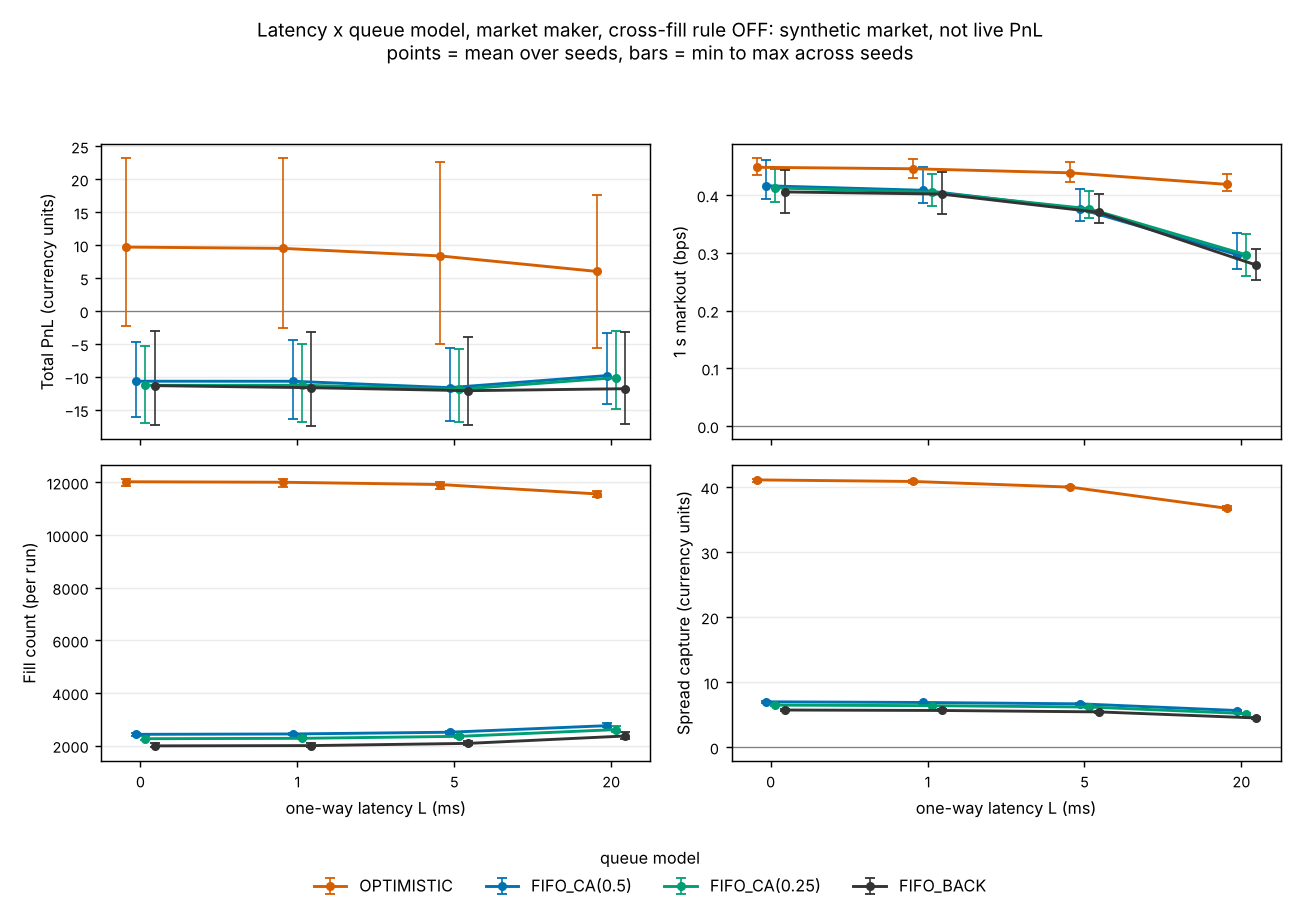 Latency x queue model, market maker, cross-fill rule OFF: synthetic market, not live PnL
points = mean over seeds, bars = min to max across seeds
Total PnL (currency units)
25
20
15
10
5
0
−5
−10
−15
1 s markout (bps)
0.4
0.3
0.2
0.1
0.0
Fill count (per run)
12000
10000
8000
6000
4000
2000
0
1
5
20
one-way latency L (ms)
Spread capture (currency units)
40
30
20
10
0
0
1
5
20
one-way latency L (ms)
queue model
OPTIMISTIC
FIFO_CA(0.5)
FIFO_CA(0.25)
FIFO_BACK